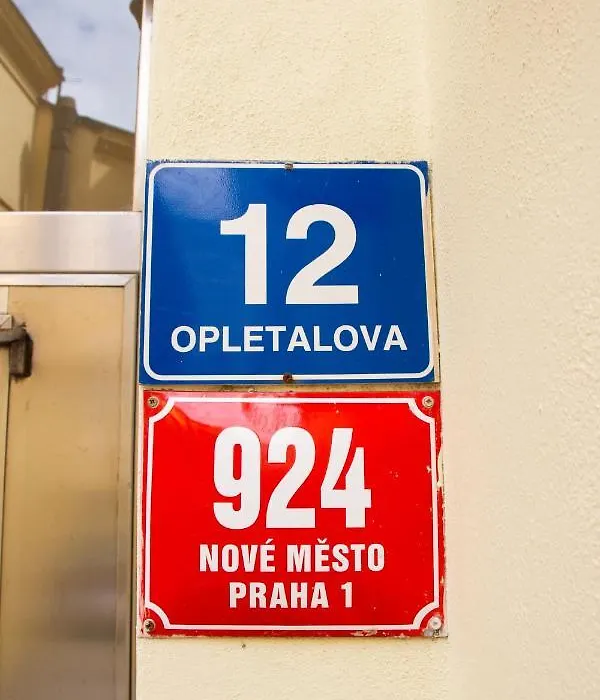 12
OPLETALOVA
924
NOVÉ MĚSTO
PRAHA 1